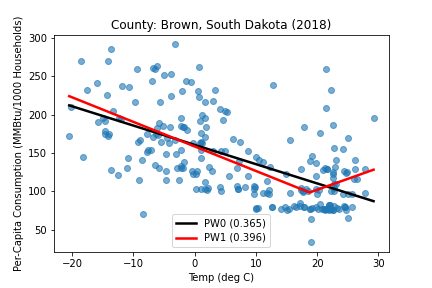 County: Brown, South Dakota (2018)
Per-Capita Consumption (MMBtu/1000 Households)
300
250
200
150
100
50
PW0 (0.365)
PW1 (0.396)
−20
−10
0
10
20
30
Temp (deg C)